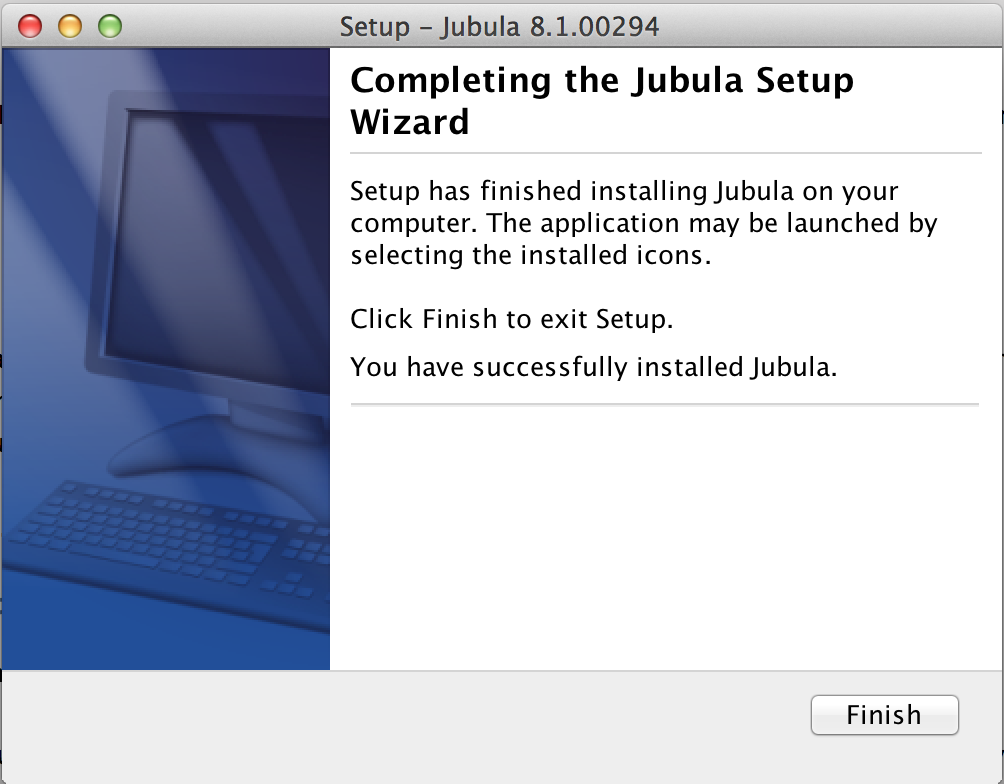 Setup – Jubula 8.1.00294
Completing the Jubula Setup
Wizard
Setup has finished installing Jubula on your
computer. The application may be launched by
selecting the installed icons.
Click Finish to exit Setup.
You have successfully installed Jubula.
Finish